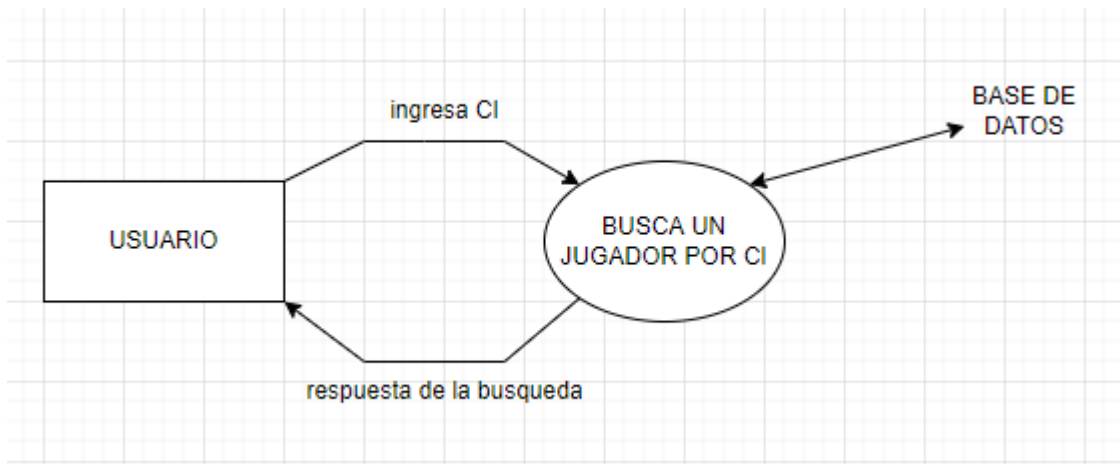 ingresa CI
BASE DE
DATOS
USUARIO
BUSCA UN
JUGADOR POR CI
respuesta de la busqueda